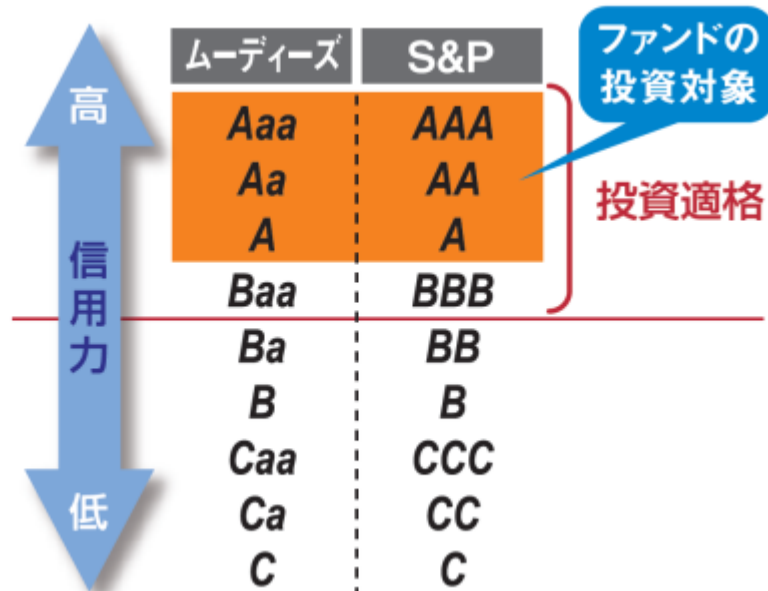 ムーディーズ S&P
ファンドの
投資対象
高
信用力
低
Aaa AAA
Aa AA
A A
Baa BBB
投資適格
Ba BB
B B
Caa CCC
Ca CC
C C